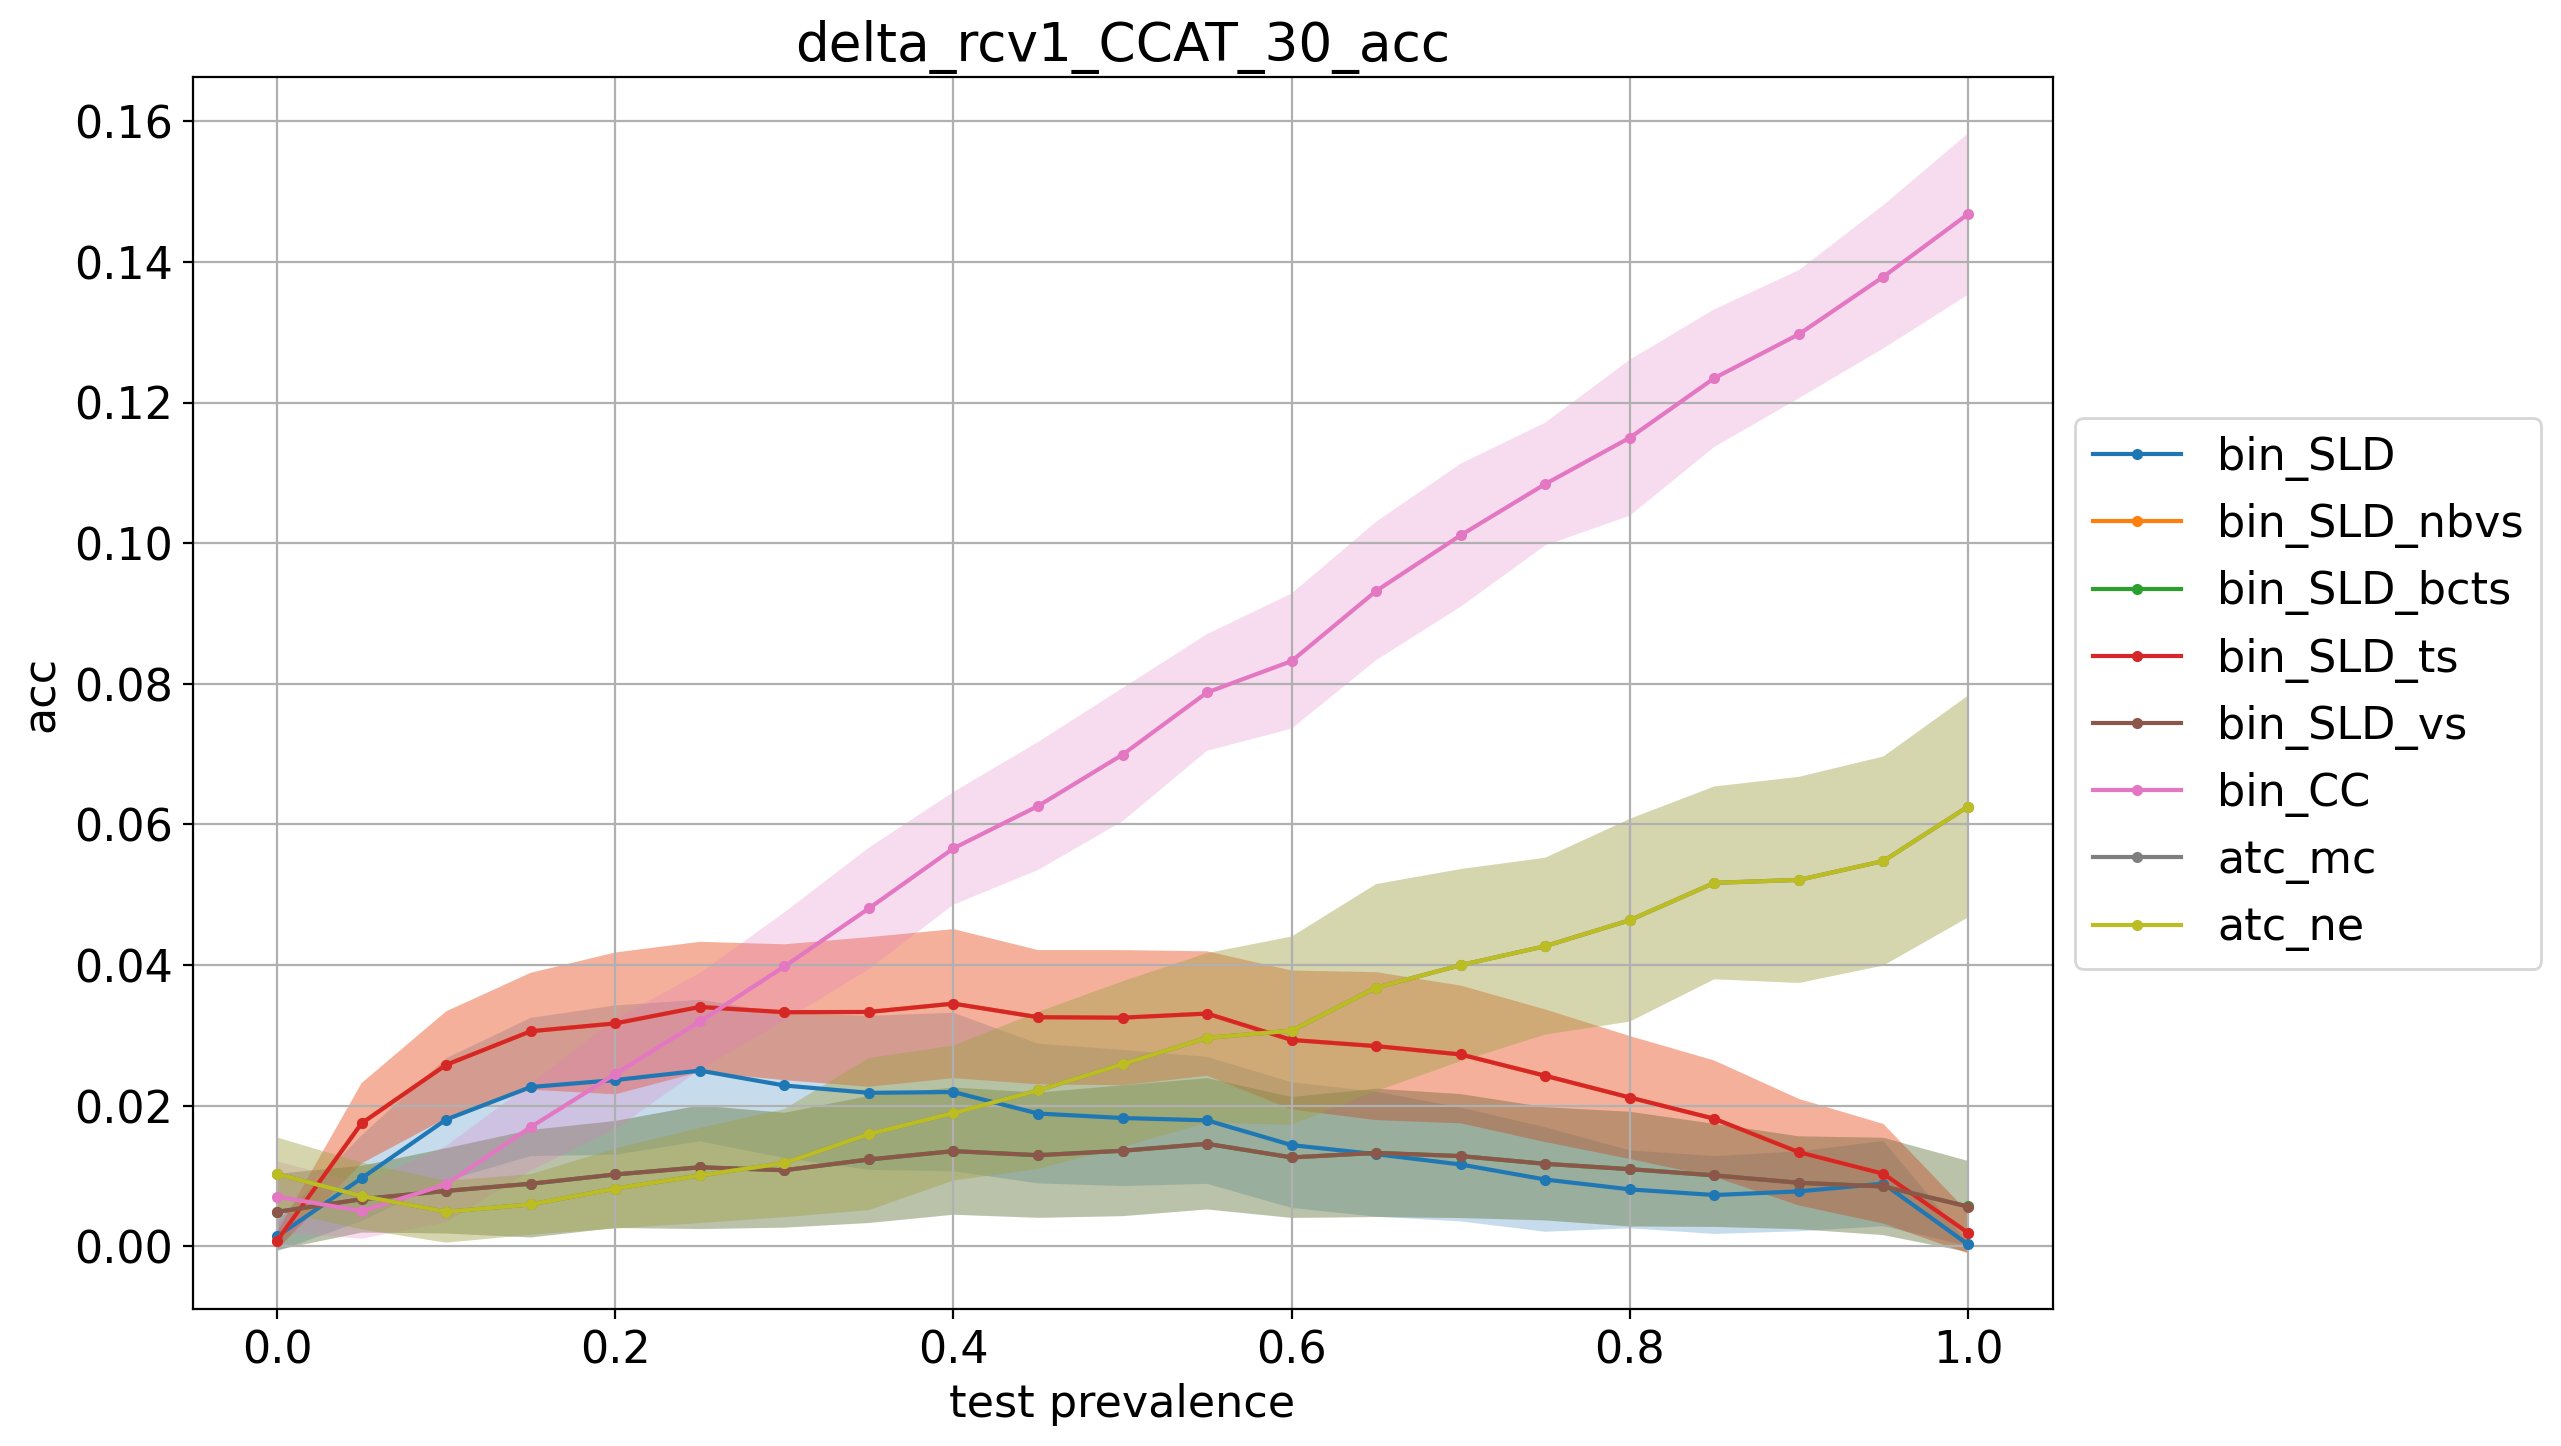 delta_rcv1_CCAT_30_acc
0.16
0.14
0.12
0.10
0.08
0.06
0.04
0.02
0.00
acc
0.0 0.2 0.4 0.6 0.8 1.0
test prevalence
bin_SLD
bin_SLD_nbvs
bin_SLD_bcts
bin_SLD_ts
bin_SLD_vs
bin_CC
atc_mc
atc_ne